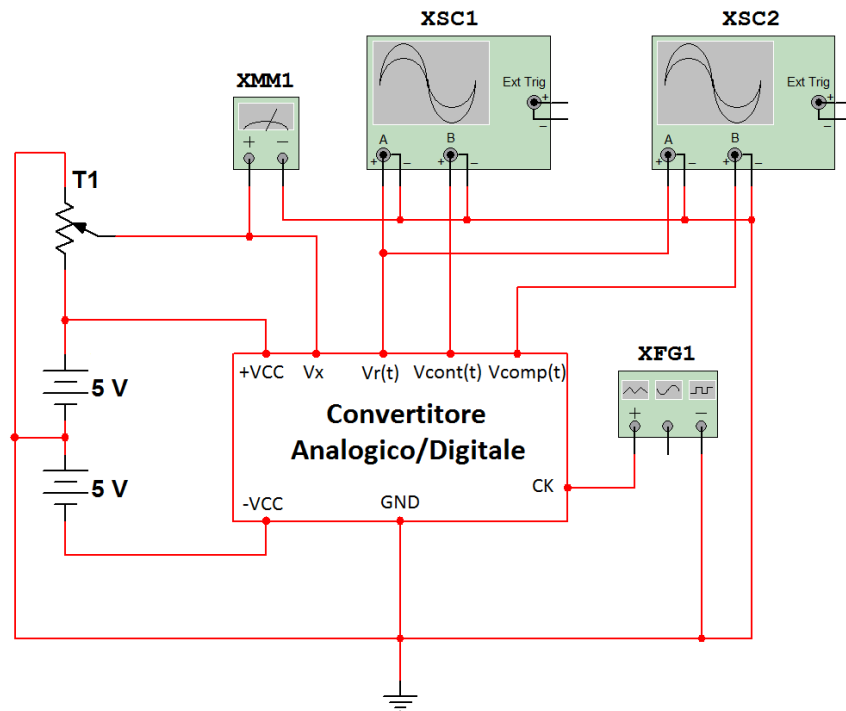 XSC1
XSC2
XMM1
Ext Trig
+
−
A
B
+
−
+
−
Ext Trig
+
−
A
B
+
−
+
−
+
−
T1
5 V
5 V
+VCC
Vx
Vr(t)
Vcont(t)
Vcomp(t)
Convertitore
Analogico/Digitale
CK
-VCC
GND
XFG1
+
−